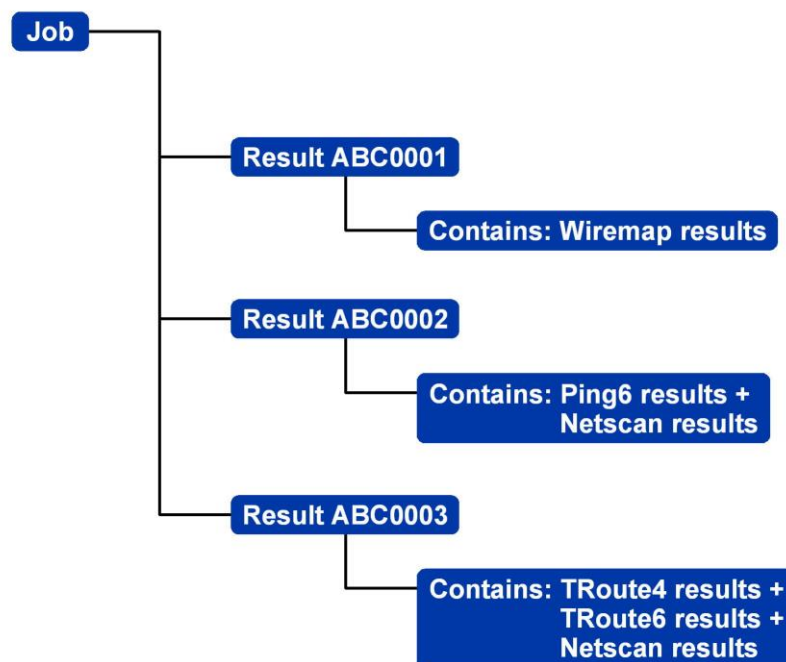 Job
Result ABC0001
Contains: Wiremap results
Result ABC0002
Contains: Ping6 results +
Netscan results
Result ABC0003
Contains: TRoute4 results +
TRoute6 results +
Netscan results